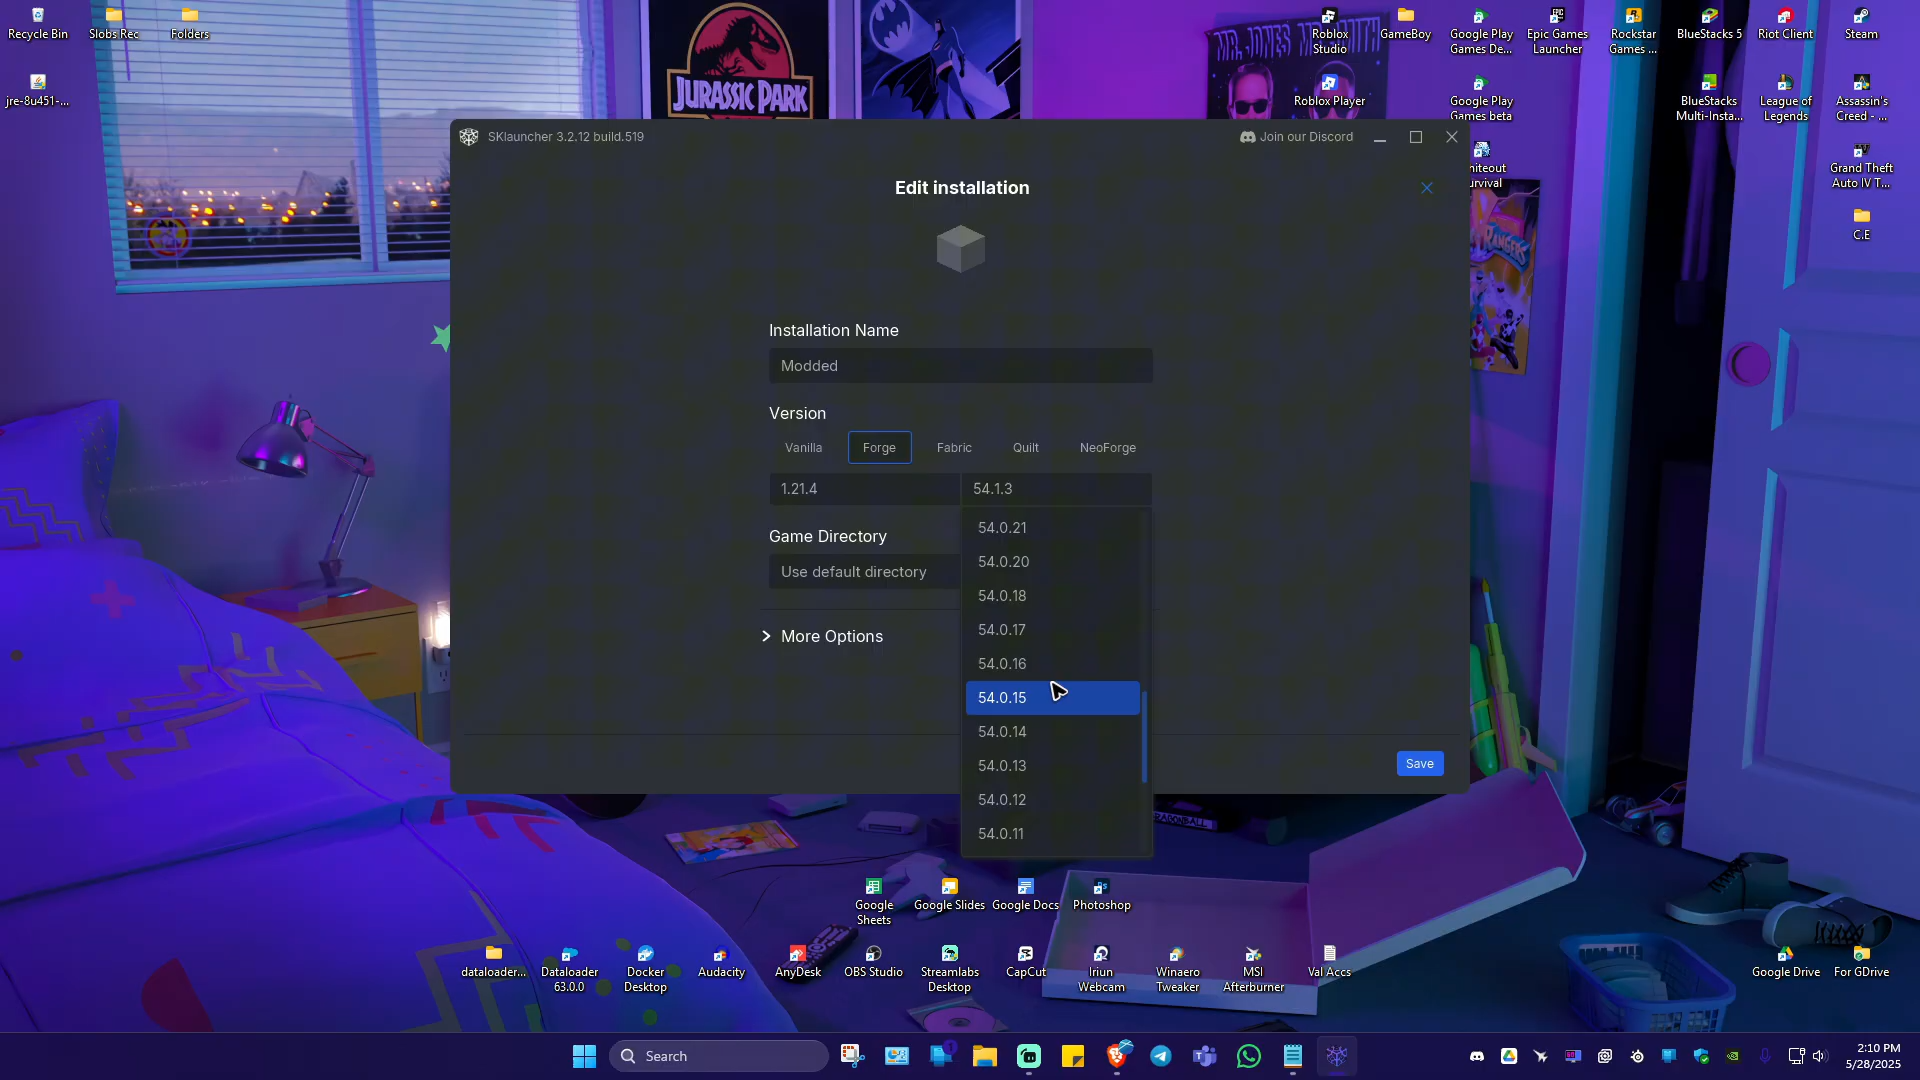 Recycle Bin
Slobs Rec
Folders
jre-8u451-...
JURASSIC PARK
Roblox
Studio
GameBoy
Google Play
Games De...
Epic Games
Launcher
Rockstar
Games ...
BlueStacks 5
Riot Client
Steam
Roblox Player
Google Play
Games beta
BlueStacks
Multi-Insta...
League of
Legends
Assassin's
Creed - ...
Grand Theft
Auto IV T...
C.E
SKlauncher 3.2.12 build.519
Join our Discord
Edit installation
Installation Name
Modded
Version
Vanilla
Forge
Fabric
Quilt
NeoForge
1.21.4
54.1.3
54.0.21
54.0.20
54.0.18
54.0.17
54.0.16
54.0.15
54.0.14
54.0.13
54.0.12
54.0.11
Game Directory
Use default directory
More Options
Save
Google
Sheets
Google Slides
Google Docs
Photoshop
dataloader...
Dataloader
63.0.0
Docker
Desktop
Audacity
AnyDesk
OBS Studio
Streamlabs
Desktop
CapCut
Iriun
Webcam
Winaero
Tweaker
MSI
Afterburner
Val Accs
Google Drive
For GDrive
Search
2:10 PM
5/28/2025